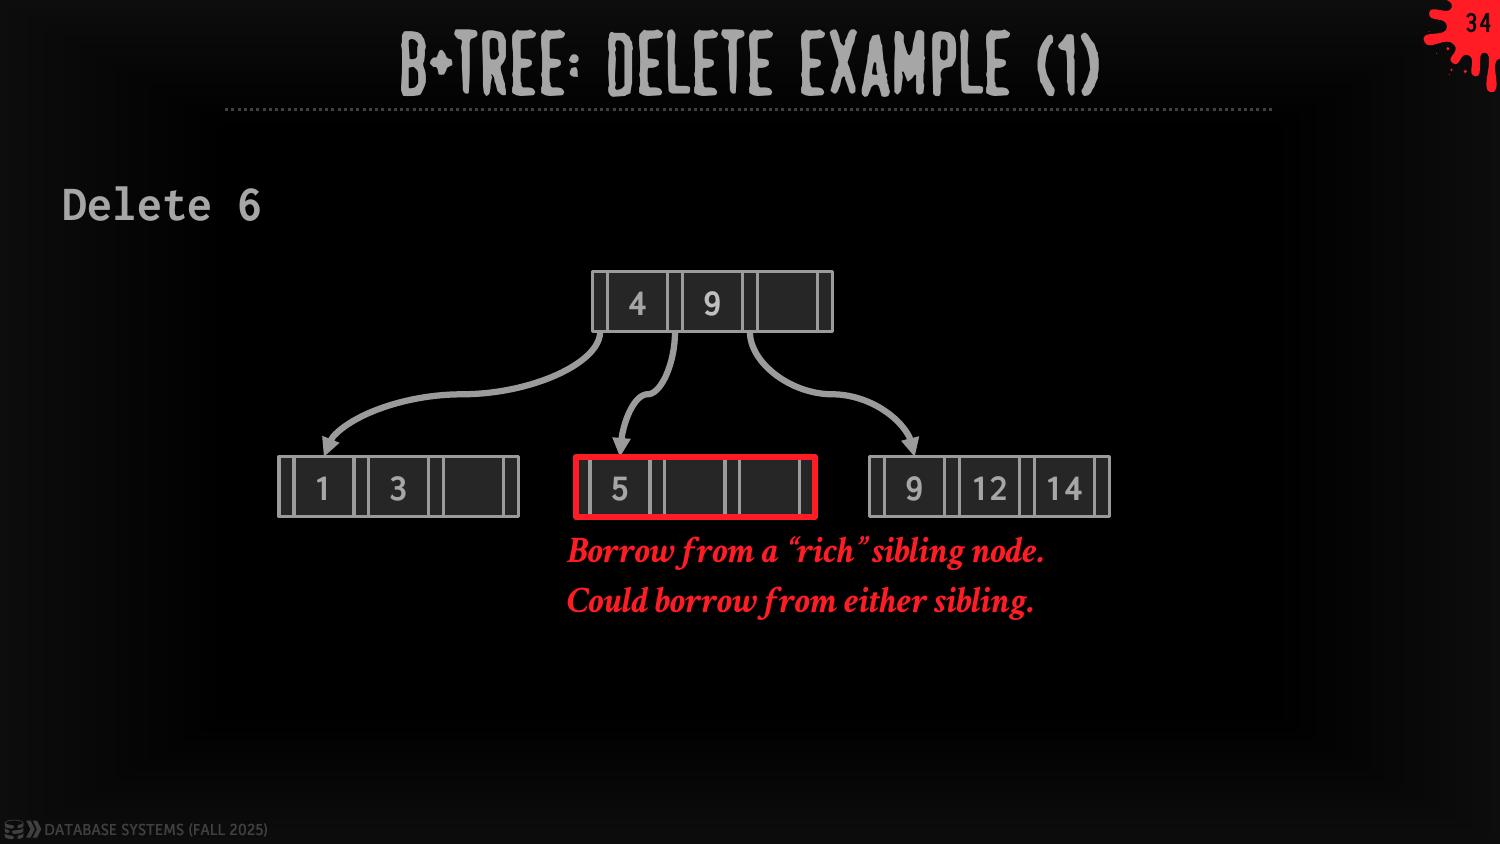 34
B+TREE: DELETE EXAMPLE (1)
Delete 6
4 9
1 3
5
9 12 14
Borrow from a “rich” sibling node.
Could borrow from either sibling.
DATABASE SYSTEMS (FALL 2025)